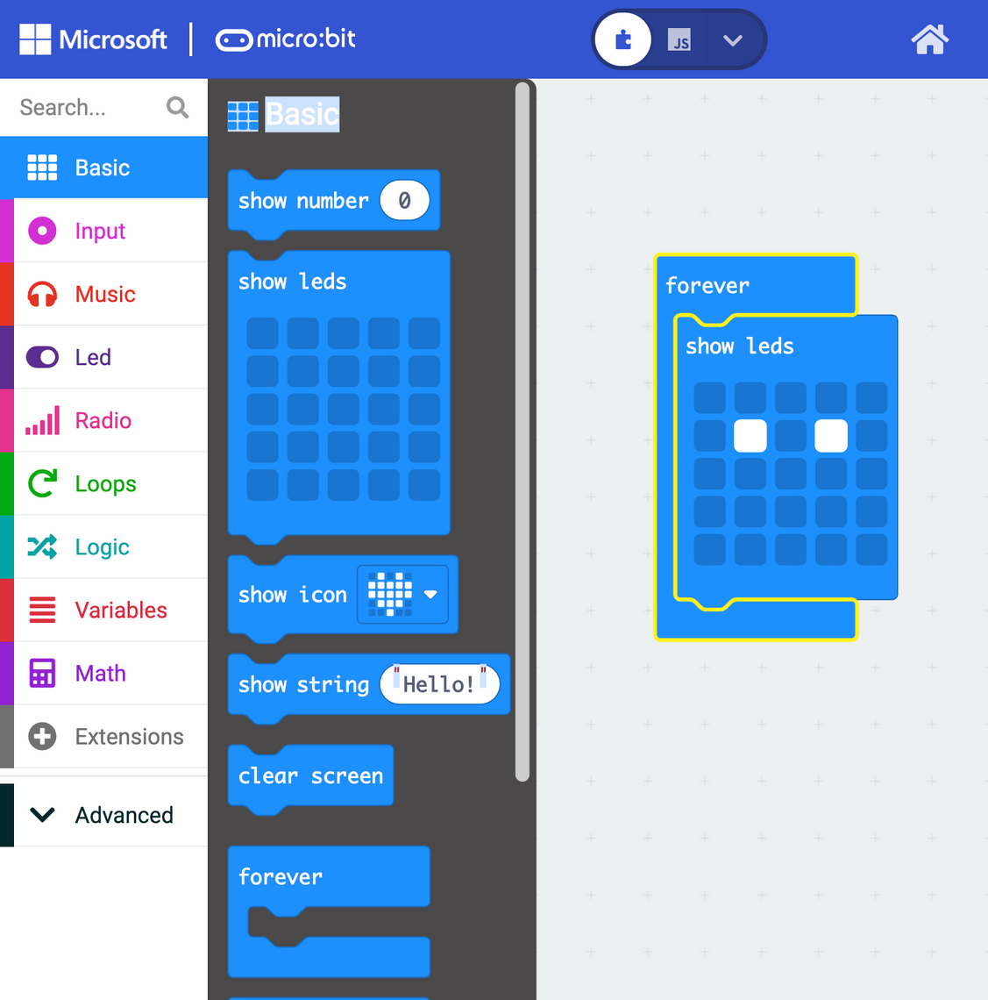 Microsoft
micro:bit
JS
Search...
Basic
Input
Music
Led
Radio
Loops
Logic
Variables
Math
Extensions
Advanced
Basic
show number 0
show leds
show icon
show string "Hello!"
clear screen
forever
forever
show leds